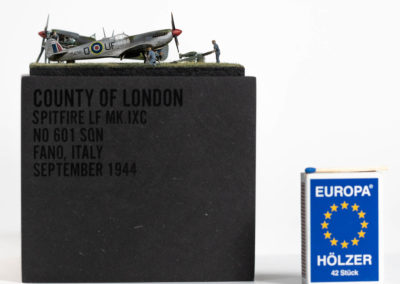 COUNTY OF LONDON
SPITFIRE LF MK.IXC
NO 601 SQN
FANO, ITALY
SEPTEMBER 1944
EUROPA®
HÖLZER
42 Stück